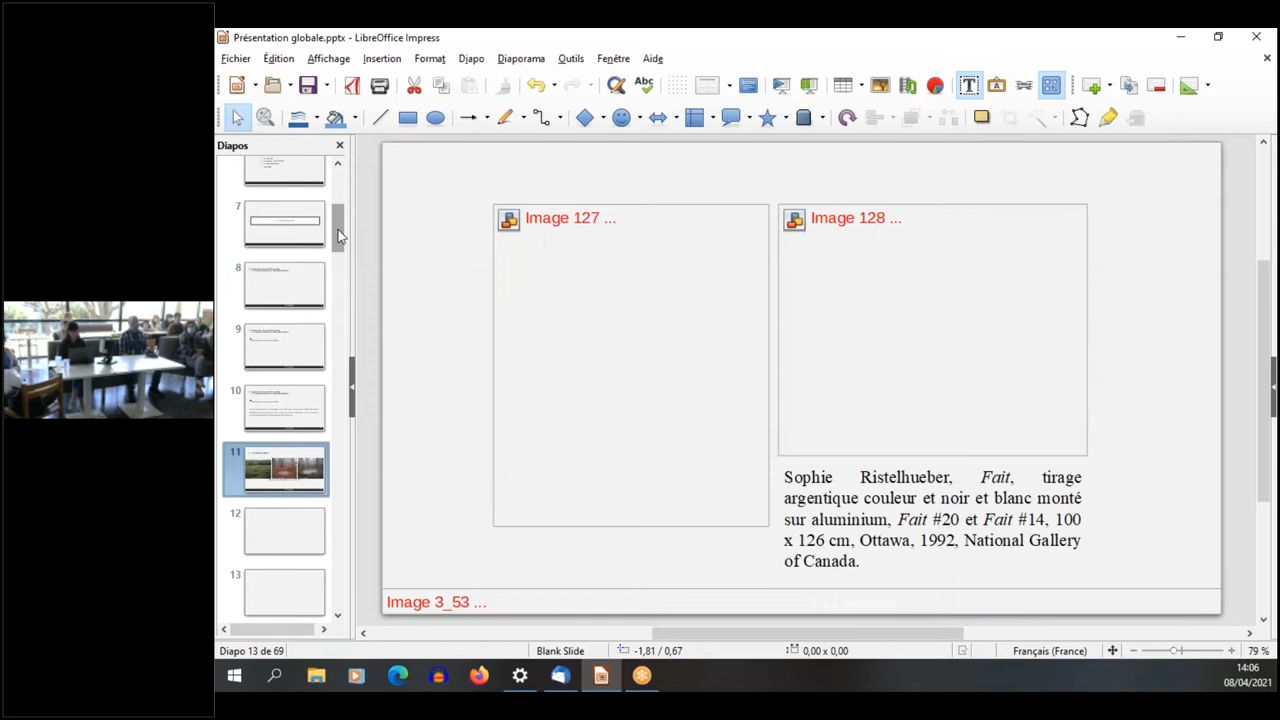 Présentation globale.pptx - LibreOffice Impress
Fichier Édition Affichage Insertion Format Diapo Diaporama Outils Fenêtre Aide
Diapos
7
8
9
10
11
12
13
Image 127 ...
Image 128 ...
Sophie Ristelhueber, Fait, tirage
argentique couleur et noir et blanc monté
sur aluminium, Fait #20 et Fait #14, 100
x 126 cm, Ottawa, 1992, National Gallery
of Canada.
Image 3_53 ...
Diapo 13 de 69
Blank Slide
-1,81 / 0,67
0,00 x 0,00
Français (France)
79 %
14:06
08/04/2021